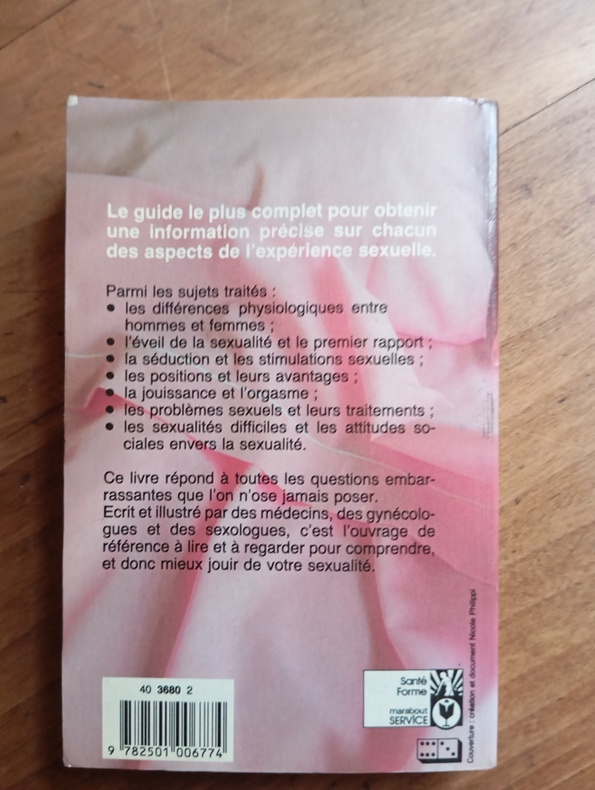 Le guide le plus complet pour obtenir
une information précise sur chacun
des aspects de l'expérience sexuelle.
Parmi les sujets traités :
• les différences physiologiques entre
hommes et femmes ;
• l'éveil de la sexualité et le premier rapport ;
• la séduction et les stimulations sexuelles ;
• les positions et leurs avantages ;
• la jouissance et l'orgasme ;
• les problèmes sexuels et leurs traitements ;
• les sexualités difficiles et les attitudes so-
ciales envers la sexualité.
Ce livre répond à toutes les questions embar-
rassantes que l'on n'ose jamais poser.
Ecrit et illustré par des médecins, des gynécolo-
gues et des sexologues, c'est l'ouvrage de
référence à lire et à regarder pour comprendre,
et donc mieux jouir de votre sexualité.
40 3680 2
9 782501 006774
Santé
Forme
marabout
SERVICE
Couverture : création et document Nicole Philippi